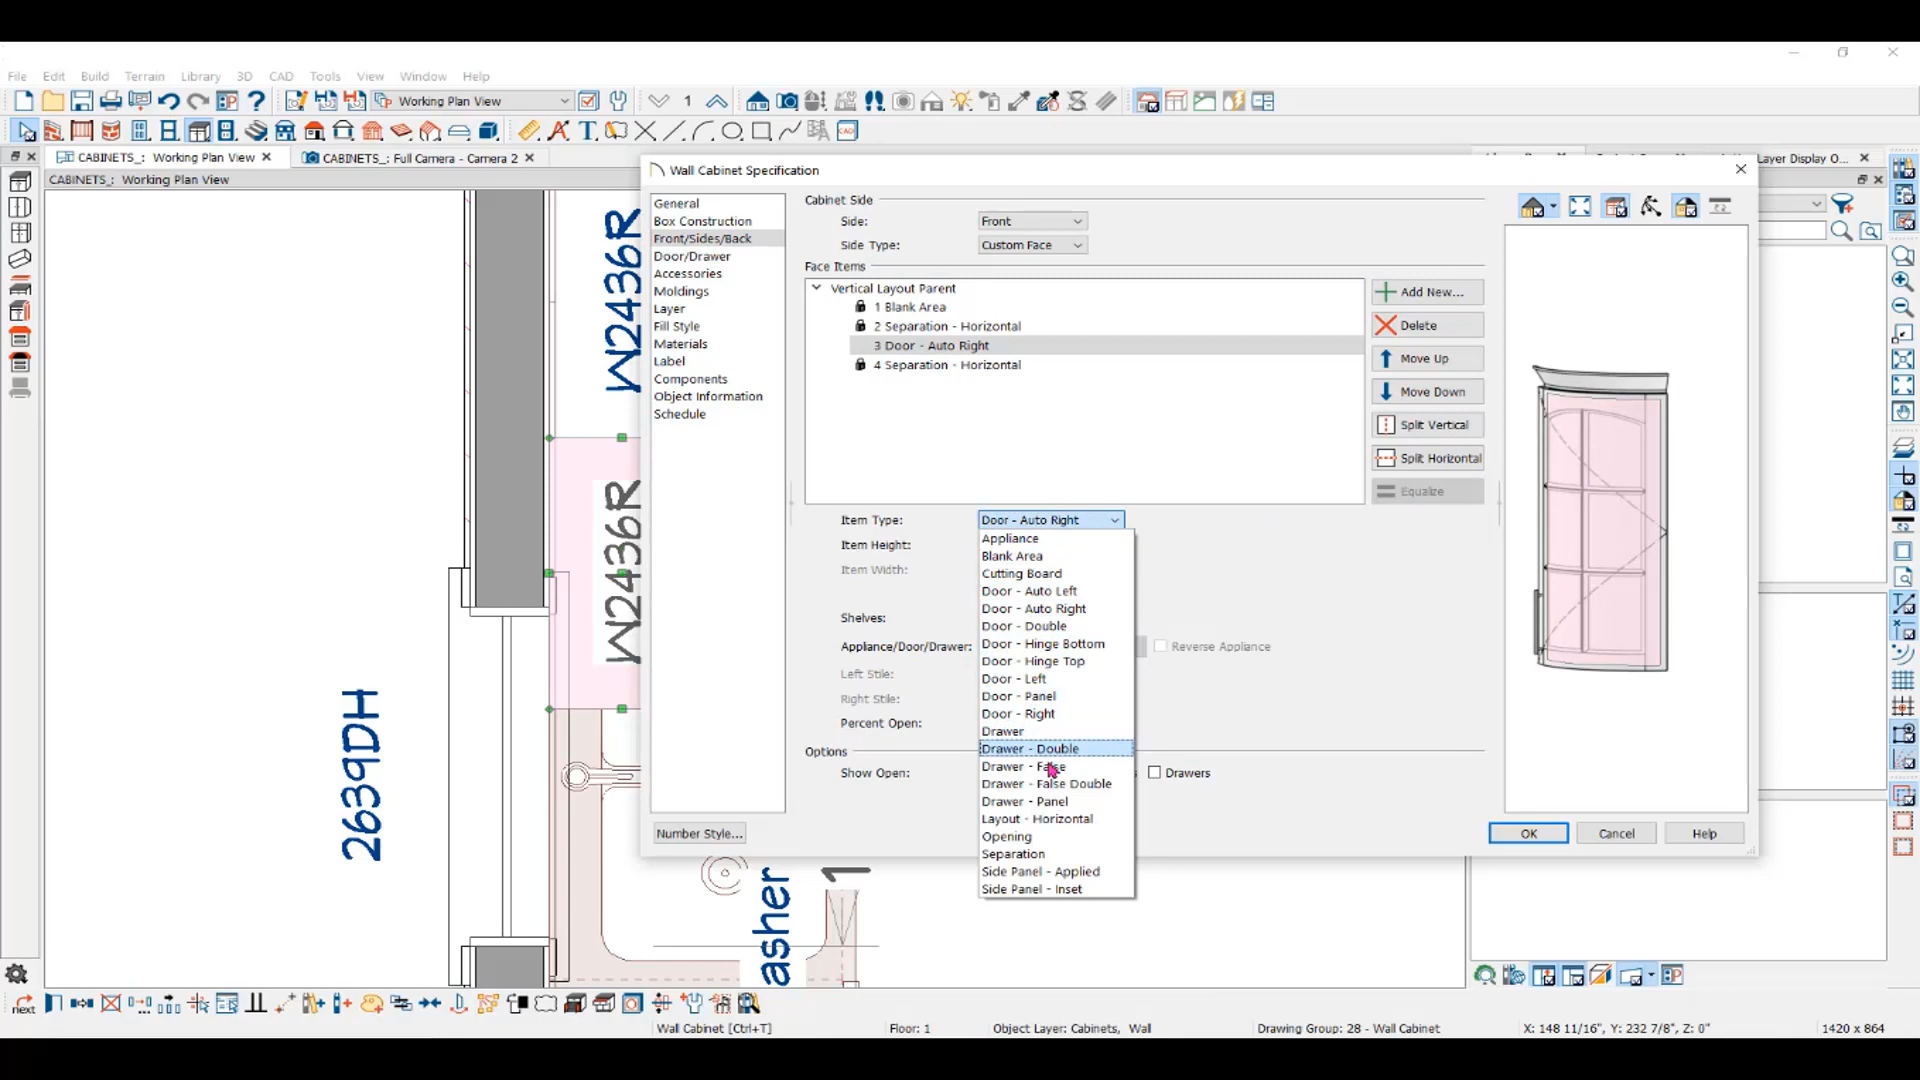 File Edit Build Terrain Library 3D CAD Tools View Window Help
Working Plan View
1
CABINETS_: Working Plan View
CABINETS_: Full Camera - Camera 2
Layer Display O...
CABINETS_: Working Plan View
Wall Cabinet Specification
General
Box Construction
Front/Sides/Back
Door/Drawer
Accessories
Moldings
Layer
Fill Style
Materials
Label
Components
Object Information
Schedule
Number Style...
Cabinet Side
Side: Front
Side Type: Custom Face
Face Items
Vertical Layout Parent
1 Blank Area
2 Separation - Horizontal
3 Door - Auto Right
4 Separation - Horizontal
Add New...
Delete
Move Up
Move Down
Split Vertical
Split Horizontal
Equalize
Item Type: Door - Auto Right
Item Height:
Item Width:
Shelves:
Appliance/Door/Drawer:
Reverse Appliance
Left Stile:
Right Stile:
Percent Open:
Options
Show Open:
Drawers
Appliance
Blank Area
Cutting Board
Door - Auto Left
Door - Auto Right
Door - Double
Door - Hinge Bottom
Door - Hinge Top
Door - Left
Door - Panel
Door - Right
Drawer
Drawer - Double
Drawer - False
Drawer - False Double
Drawer - Panel
Layout - Horizontal
Opening
Separation
Side Panel - Applied
Side Panel - Inset
OK
Cancel
Help
W2436R
W2436R
2639DH
asher
1
next
CAD
Wall Cabinet [Ctrl+T]
Floor: 1
Object Layer: Cabinets, Wall
Drawing Group: 28 - Wall Cabinet
X: 148 11/16", Y: 232 7/8", Z: 0"
1420 x 864